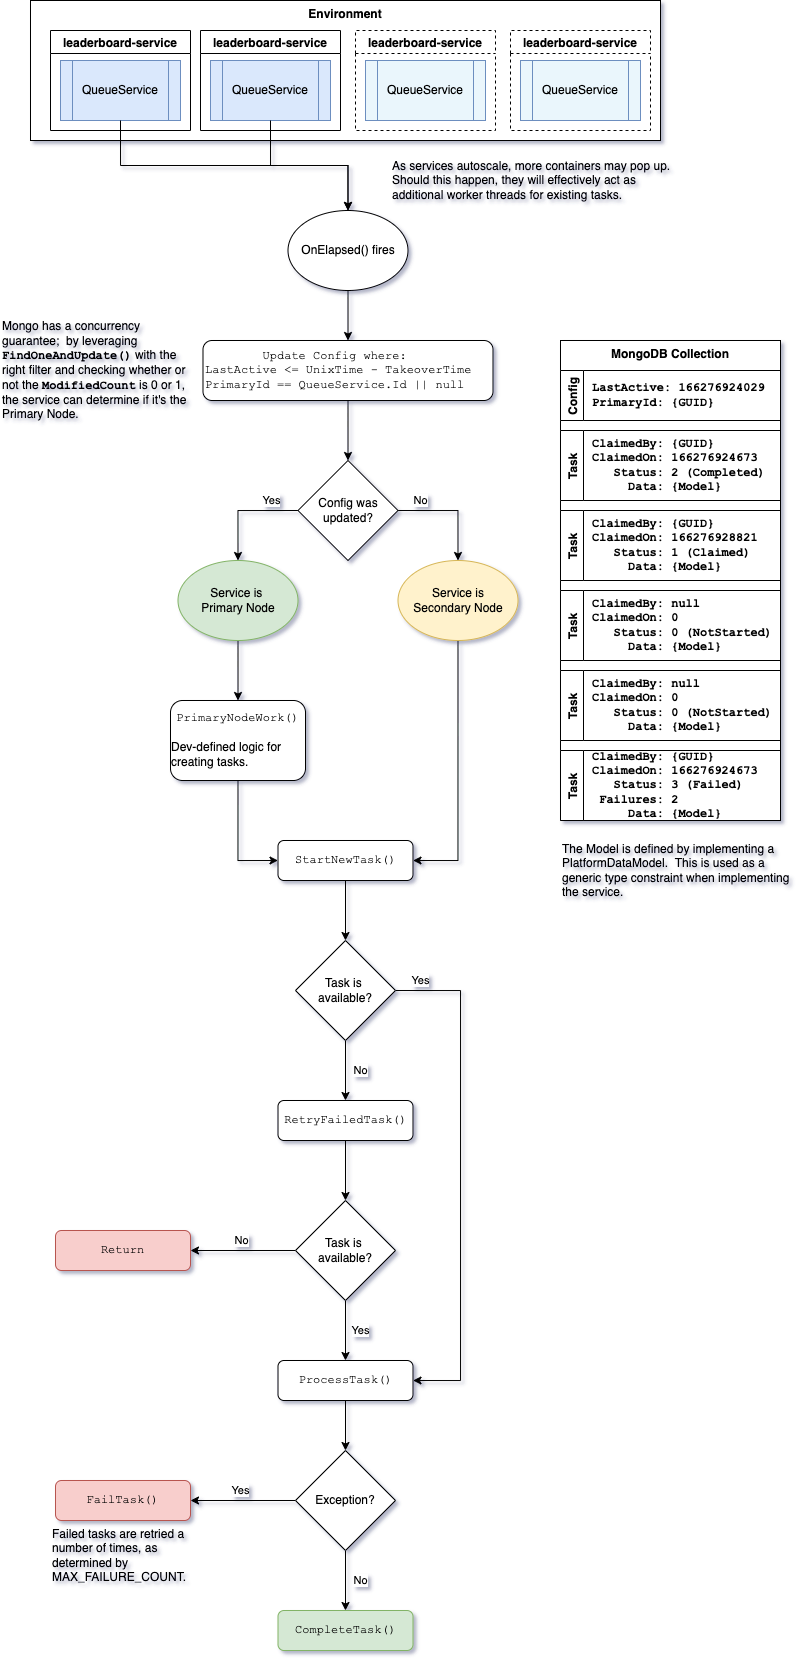 Environment
leaderboard-service
leaderboard-service
leaderboard-service
leaderboard-service
QueueService
QueueService
QueueService
QueueService
As services autoscale, more containers may pop up.
Should this happen, they will effectively act as
additional worker threads for existing tasks.
OnElapsed() fires
Mongo has a concurrency
guarantee;  by leveraging
FindOneAndUpdate() with the
right filter and checking whether or
not the ModifiedCount is 0 or 1,
the service can determine if it's the
Primary Node.
Update Config where:
LastActive <= UnixTime - TakeoverTime
PrimaryId == QueueService.Id || null
Config was
updated?
Yes
No
Service is
Primary Node
Service is
Secondary Node
PrimaryNodeWork()
Dev-defined logic for
creating tasks.
MongoDB Collection
Config
LastActive: 166276924029
PrimaryId: {GUID}
Task
ClaimedBy: {GUID}
ClaimedOn: 166276924673
Status: 2 (Completed)
Data: {Model}
Task
ClaimedBy: {GUID}
ClaimedOn: 166276928821
Status: 1 (Claimed)
Data: {Model}
Task
ClaimedBy: null
ClaimedOn: 0
Status: 0 (NotStarted)
Data: {Model}
Task
ClaimedBy: null
ClaimedOn: 0
Status: 0 (NotStarted)
Data: {Model}
Task
ClaimedBy: {GUID}
ClaimedOn: 166276924673
Status: 3 (Failed)
Failures: 2
Data: {Model}
The Model is defined by implementing a
PlatformDataModel.  This is used as a
generic type constraint when implementing
the service.
StartNewTask()
Task is
available?
Yes
No
RetryFailedTask()
Task is
available?
No
Return
Yes
ProcessTask()
Exception?
Yes
FailTask()
Failed tasks are retried a
number of times, as
determined by
MAX_FAILURE_COUNT.
No
CompleteTask()